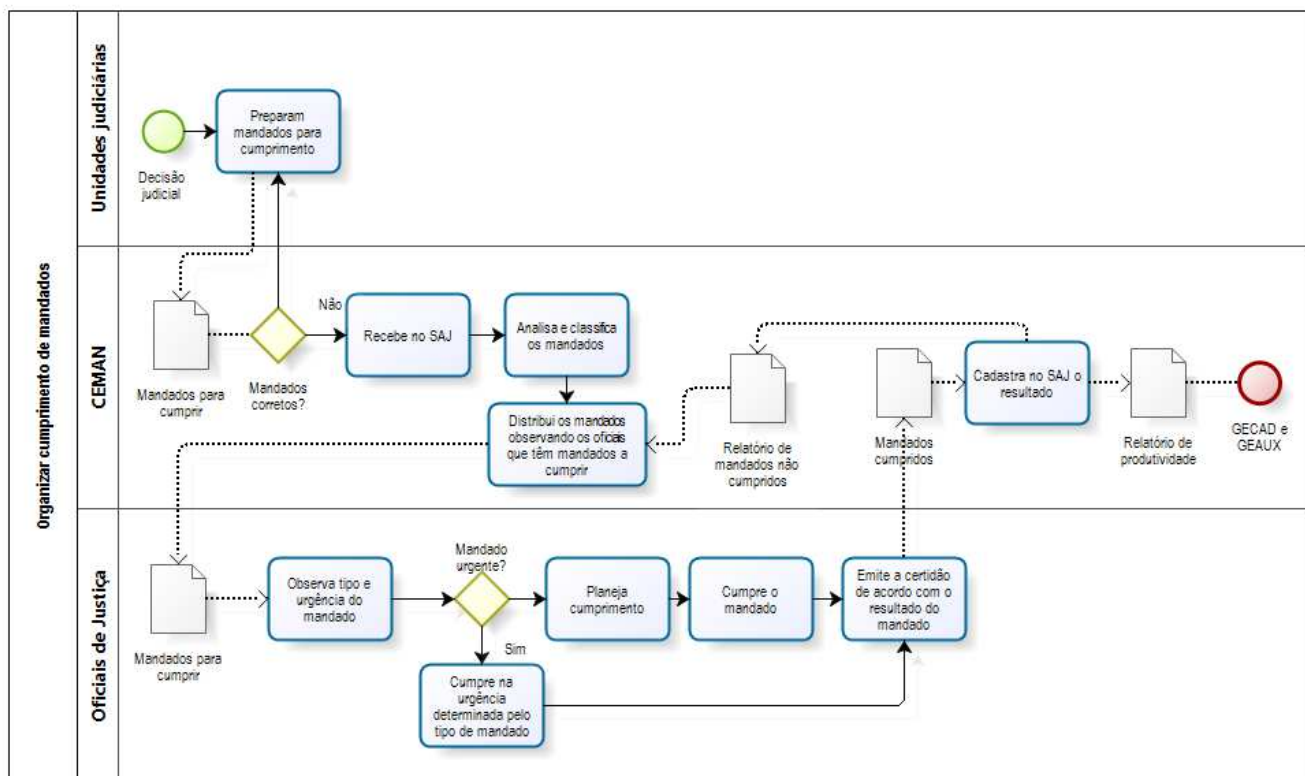 Organizar cumprimento de mandados
Unidades judiciárias
Decisão
judicial
Preparam
mandados para
cumprimento
CEMAN
Mandados para
cumprir
Mandados
corretos?
Não
Recebe no SAJ
Analisa e classifica
os mandados
Distribui os mandados
observando os oficiais
que têm mandados a
cumprir
Relatório de
mandados não
cumpridos
Mandados
cumpridos
Cadastra no SAJ o
resultado
Relatório de
produtividade
GECAD e
GEAUX
Oficiais de Justiça
Mandados para
cumprir
Observa tipo e
urgência do
mandado
Mandado
urgente?
Sim
Planeja
cumprimento
Cumpre o
mandado
Emite a certidão
de acordo com o
resultado do
mandado
Cumpre na
urgência
determinada pelo
tipo de mandado